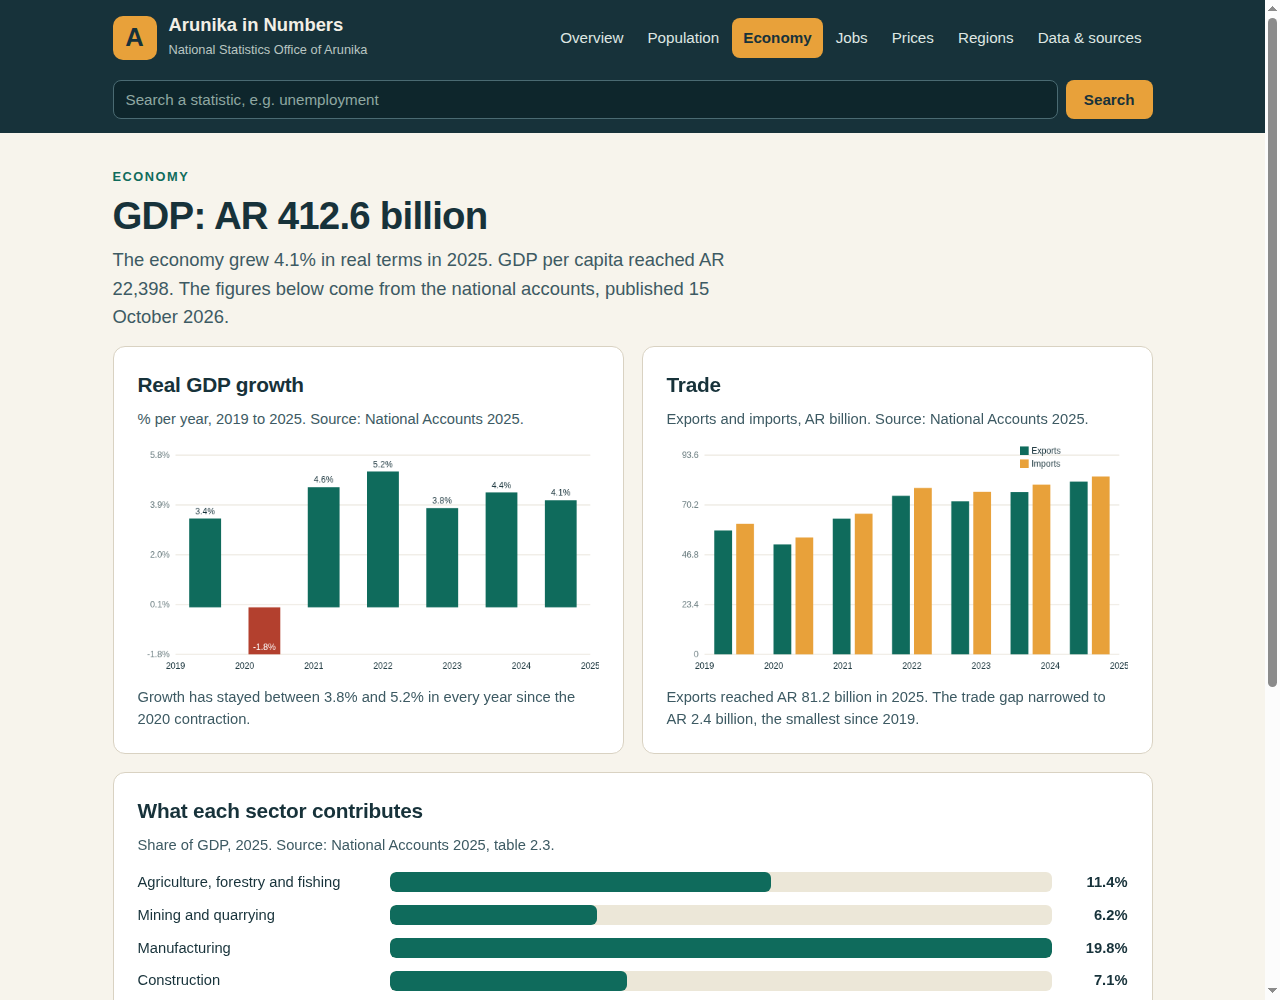 A
Arunika in Numbers
National Statistics Office of Arunika
Overview
Population
Economy
Jobs
Prices
Regions
Data & sources
Search a statistic, e.g. unemployment
Search
ECONOMY
GDP: AR 412.6 billion
The economy grew 4.1% in real terms in 2025. GDP per capita reached AR
22,398. The figures below come from the national accounts, published 15
October 2026.
Real GDP growth
% per year, 2019 to 2025. Source: National Accounts 2025.
5.8%
3.9%
2.0%
0.1%
-1.8%
3.4%
-1.8%
4.6%
5.2%
3.8%
4.4%
4.1%
2019
2020
2021
2022
2023
2024
2025
Growth has stayed between 3.8% and 5.2% in every year since the
2020 contraction.
Trade
Exports and imports, AR billion. Source: National Accounts 2025.
Exports
Imports
93.6
70.2
46.8
23.4
0
2019
2020
2021
2022
2023
2024
2025
Exports reached AR 81.2 billion in 2025. The trade gap narrowed to
AR 2.4 billion, the smallest since 2019.
What each sector contributes
Share of GDP, 2025. Source: National Accounts 2025, table 2.3.
Agriculture, forestry and fishing 11.4%
Mining and quarrying 6.2%
Manufacturing 19.8%
Construction 7.1%